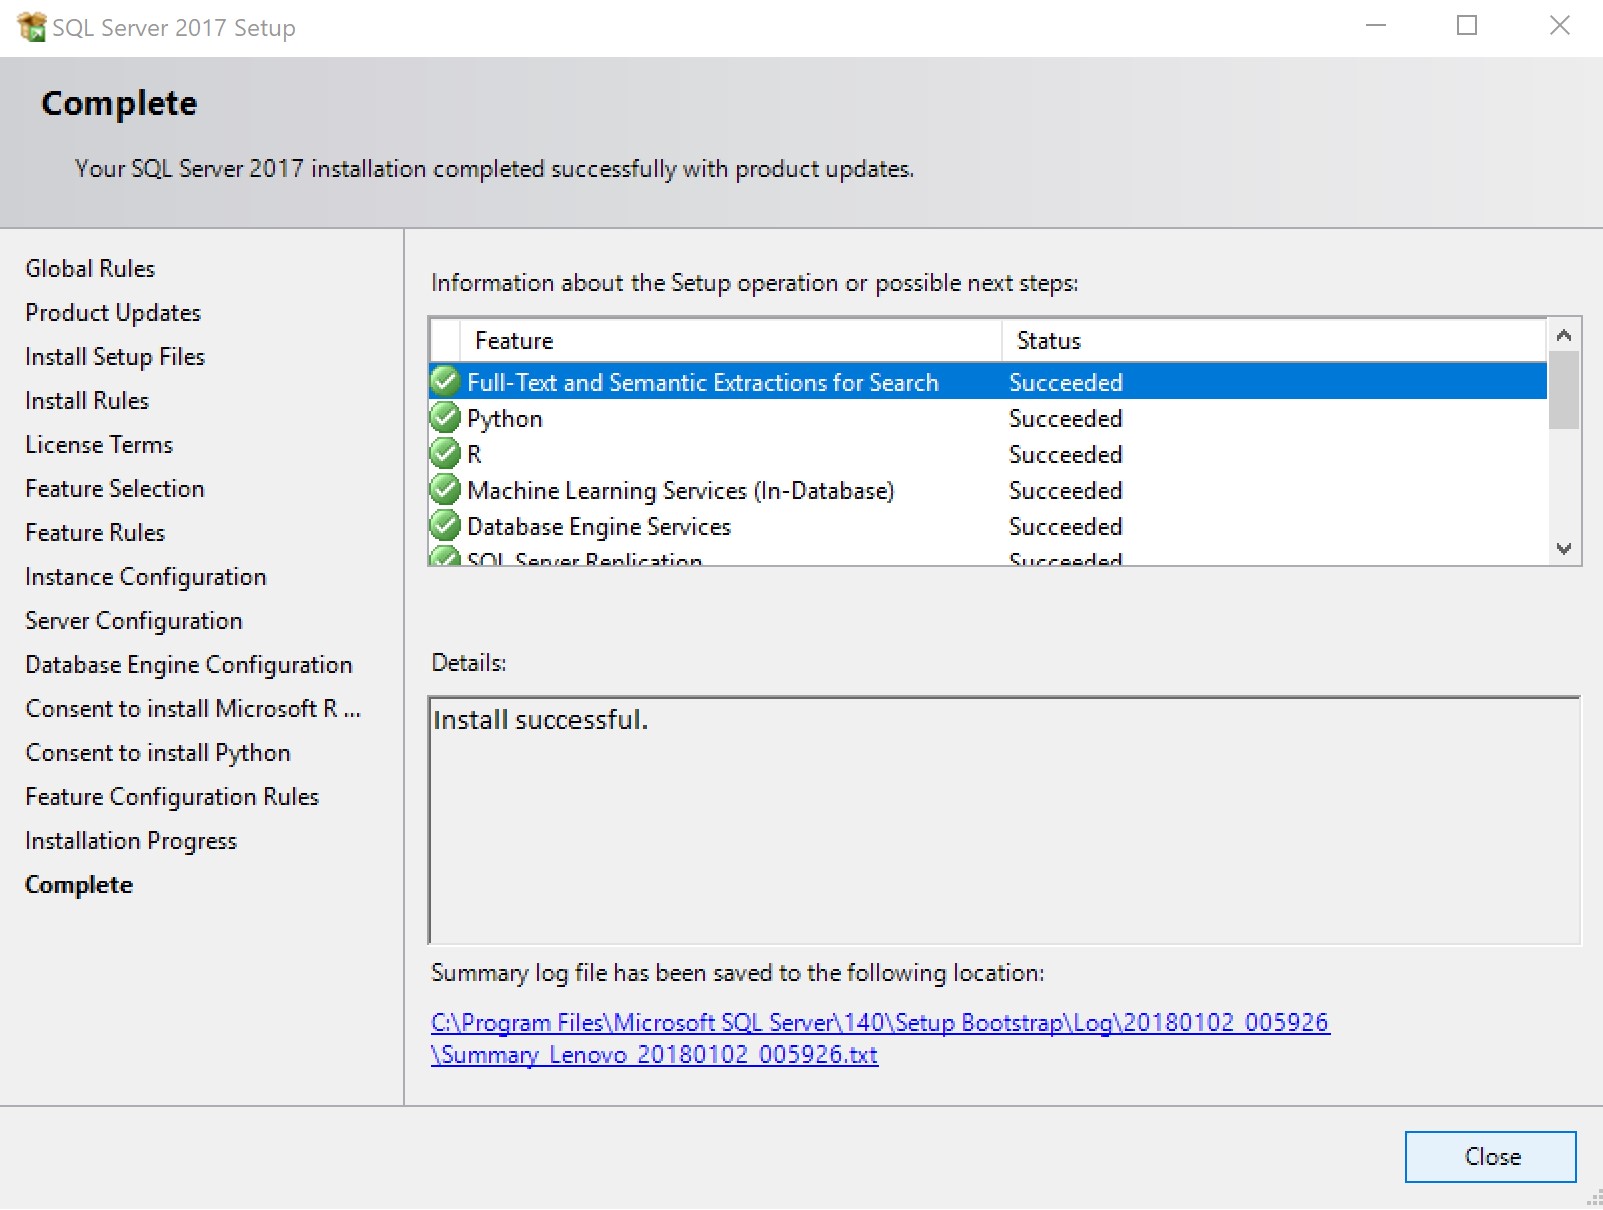 SQL Server 2017 Setup
Complete
Your SQL Server 2017 installation completed successfully with product updates.
Global Rules
Product Updates
Install Setup Files
Install Rules
License Terms
Feature Selection
Feature Rules
Instance Configuration
Server Configuration
Database Engine Configuration
Consent to install Microsoft R ...
Consent to install Python
Feature Configuration Rules
Installation Progress
Complete
Information about the Setup operation or possible next steps:
Feature Status
Full-Text and Semantic Extractions for Search Succeeded
Python Succeeded
R Succeeded
Machine Learning Services (In-Database) Succeeded
Database Engine Services Succeeded
SQL Server Replication Succeeded
Details:
Install successful.
Summary log file has been saved to the following location:
C:\Program Files\Microsoft SQL Server\140\Setup Bootstrap\Log\20180102_005926
\Summary_Lenovo_20180102_005926.txt
Close